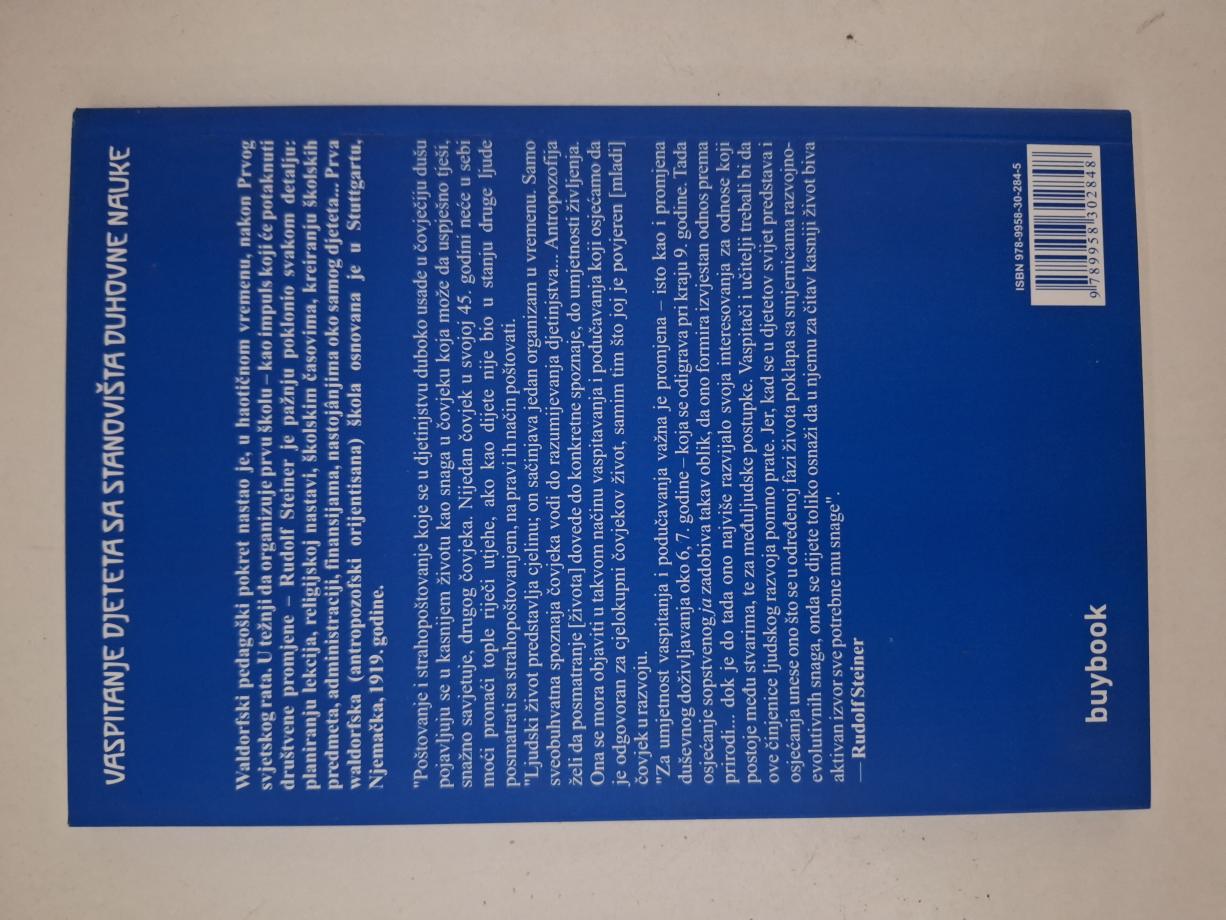 VASPITANJE DJETETA SA STANOVIŠTA DUHOVNE NAUKE
Waldorfski pedagoški pokret nastao je, u haotičnom vremenu, nakon Prvog
svjetskog rata. U težnji da organizuje prvu školu – kao impuls koji će potaknuti
društvene promjene – Rudolf Steiner je pažnju poklonio svakom detalju:
planiranju lekcija, religijskoj nastavi, školskim časovima, kreiranju školskih
predmeta, administraciji, finansijama, nastojânjima oko samog djeteta... Prva
waldorfska (antropozofski orijentisana) škola osnovana je u Stuttgartu,
Njemačka, 1919. godine.
"Poštovanje i strahopoštovanje koje se u djetinjstvu duboko usade u čovječiju dušu
pojavljuju se u kasnijem životu kao snaga u čovjeku koja može da uspješno tješi,
snažno savjetuje, drugog čovjeka. Nijedan čovjek u svojoj 45. godini neće u sebi
moći pronaći tople riječi utjehe, ako kao dijete nije bio u stanju druge ljude
posmatrati sa strahopoštovanjem, na pravi ih način poštovati.
"Ljudski život predstavlja cjelinu; on sačinjava jedan organizam u vremenu. Samo
sveobuhvatna spoznaja čovjeka vodi do razumijevanja djetinjstva... Antropozofija
želi da posmatranje [života] dovede do konkretne spoznaje, do umjetnosti življenja.
Ona se mora objaviti u takvom načinu vaspitavanja i podučavanja koji osjećamo da
je odgovoran za cjelokupni čovjekov život, samim tim što joj je povjeren [mladi]
čovjek u razvoju.
"Za umjetnost vaspitanja i podučavanja važna je promjena – isto kao i promjena
duševnog doživljavanja oko 6, 7. godine – koja se odigrava pri kraju 9. godine. Tada
osjećanje sopstvenog ja zadobiva takav oblik, da ono formira izvjestan odnos prema
prirodi... dok je do tada ono najviše razvijalo svoja interesovanja za odnose koji
postoje među stvarima, te za međuljudske postupke. Vaspitači i učitelji trebali bi da
ove činjenice ljudskog razvoja pomno prate. Jer, kad se u djetetov svijet predstava i
osjećanja unese ono što se u određenoj fazi života poklapa sa smjernicama razvojno-
evolutivnih snaga, onda se dijete toliko osnaži da u njemu za čitav kasniji život biva
aktivan izvor sve potrebne mu snage".
— Rudolf Steiner
buybook
ISBN 978-9958-30-284-5
9 789958 302848